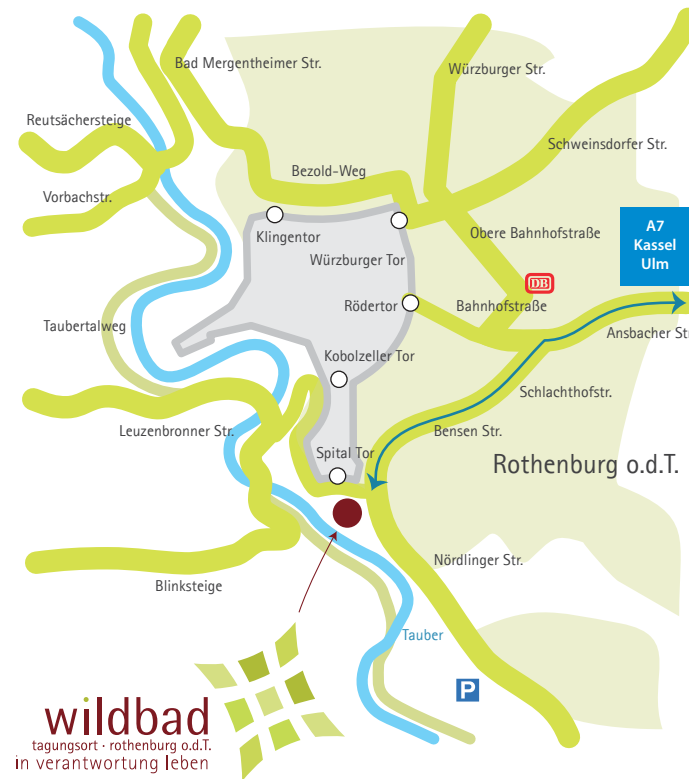 Bad Mergentheimer Str.
Würzburger Str.
Reutsächersteige
Schweinsdorfer Str.
Bezold-Weg
Vorbachstr.
A7
Kassel
Ulm
Klingentor
Obere Bahnhofstraße
Würzburger Tor
DB
Rödertor
Bahnhofstraße
Taubertalweg
Ansbacher Str
Kobolzeller Tor
Schlachthofstr.
Leuzenbronner Str.
Bensen Str.
Spital Tor
Rothenburg o.d.T.
Nördlinger Str.
Blinksteige
Tauber
P
wildbad
tagungsort · rothenburg o.d.T.
in verantwortung leben